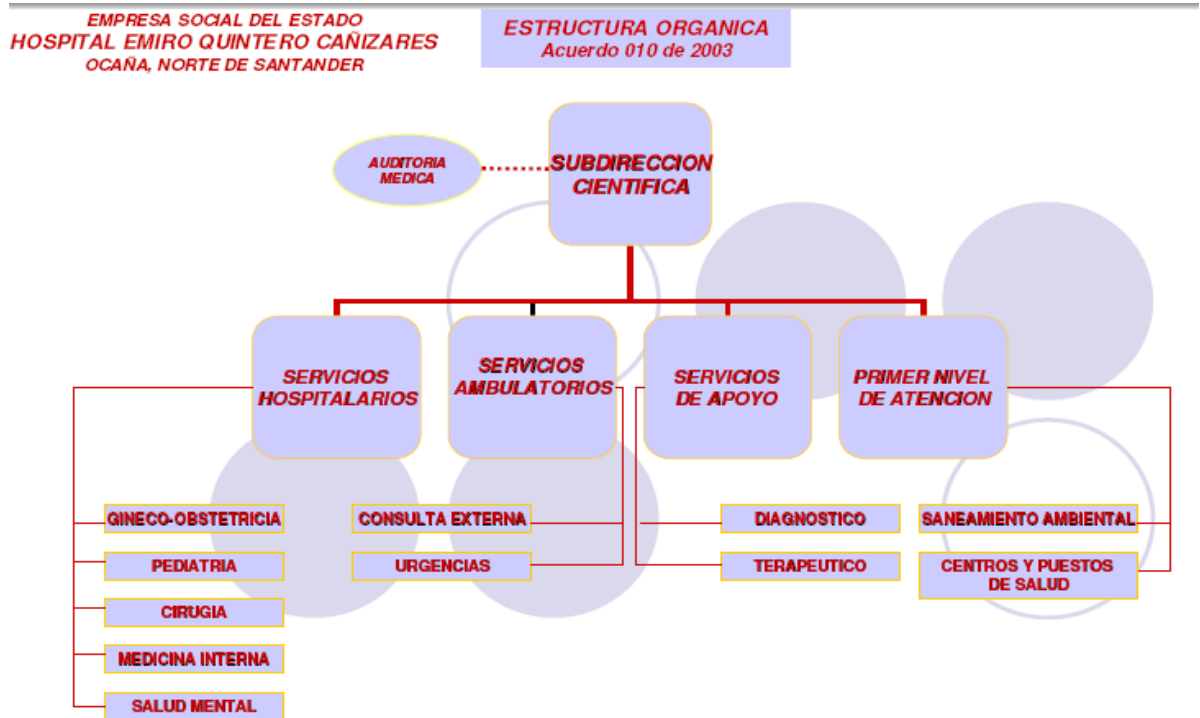 EMPRESA SOCIAL DEL ESTADO
HOSPITAL EMIRO QUINTERO CAÑIZARES
OCAÑA, NORTE DE SANTANDER
ESTRUCTURA ORGANICA
Acuerdo 010 de 2003
AUDITORIA
MEDICA
SUBDIRECCION
CIENTIFICA
SERVICIOS
HOSPITALARIOS
SERVICIOS
AMBULATORIOS
SERVICIOS
DE APOYO
PRIMER NIVEL
DE ATENCION
GINECO-OBSTETRICIA
PEDIATRIA
CIRUGIA
MEDICINA INTERNA
SALUD MENTAL
CONSULTA EXTERNA
URGENCIAS
DIAGNOSTICO
TERAPEUTICO
SANEAMIENTO AMBIENTAL
CENTROS Y PUESTOS
DE SALUD